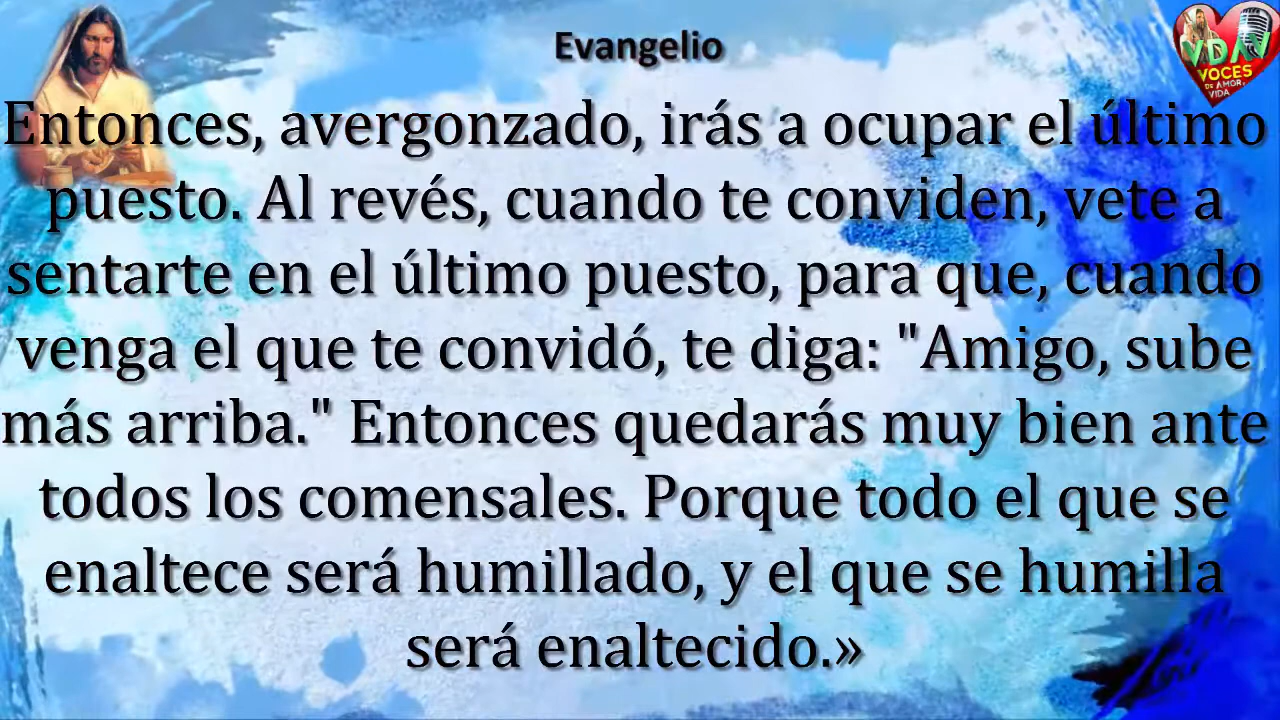 Evangelio
VDAV
VOCES
DE AMOR,
VIDA
Entonces, avergonzado, irás a ocupar el último
puesto. Al revés, cuando te conviden, vete a
sentarte en el último puesto, para que, cuando
venga el que te convidó, te diga: "Amigo, sube
más arriba." Entonces quedarás muy bien ante
todos los comensales. Porque todo el que se
enaltece será humillado, y el que se humilla
será enaltecido.»